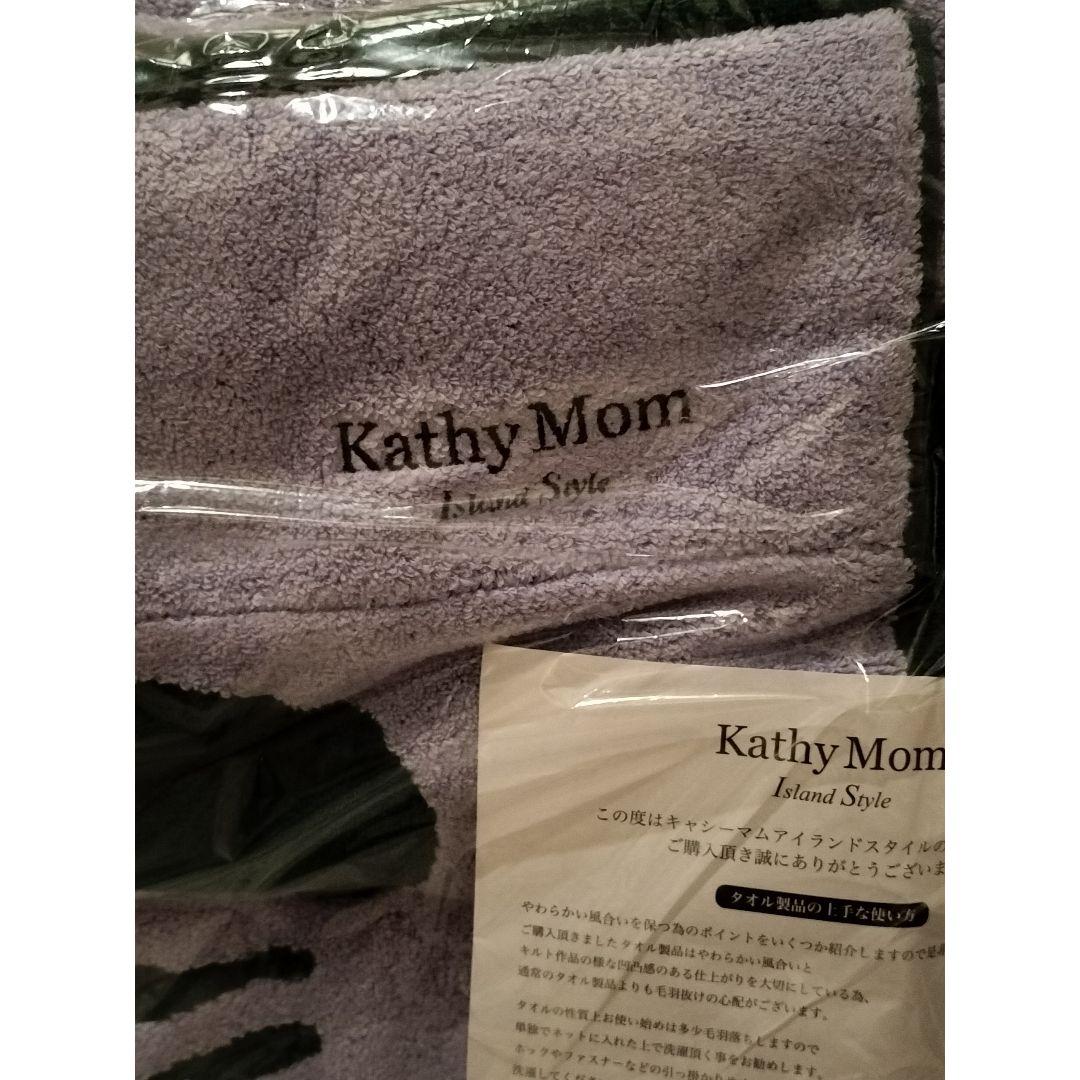 Kathy Mom
Island Style
Kathy Mom
Island Style
この度はキャシーマムアイランドスタイルの
ご購入頂き誠にありがとうございま
タオル製品の上手な使い方
やわらかい風合いを保つ為のポイントをいくつか紹介しますので是
ご購入頂きましたタオル製品はやわらかい風合いと
キルト作品の様な凹凸感のある仕上がりを大切にしている為、
通常のタオル製品よりも毛羽抜けの心配がございます。
タオルの性質上お使い始めは多少毛羽落ちしますので
単独でネットに入れた上で洗濯頂く事をお勧めします。
ホックやファスナーなどの引っ掛かり
洗濯してくだ